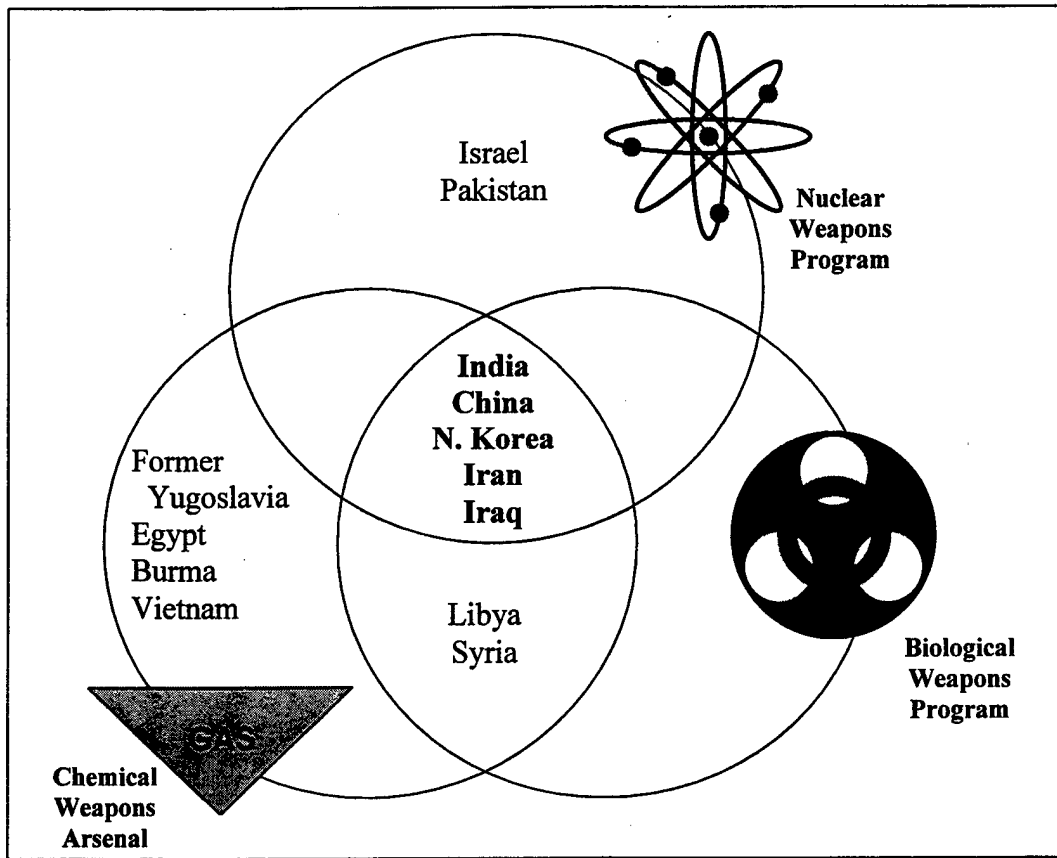 Israel
Pakistan
Nuclear
Weapons
Program
India
China
N. Korea
Iran
Iraq
Former
Yugoslavia
Egypt
Burma
Vietnam
Libya
Syria
Biological
Weapons
Program
GAS
Chemical
Weapons
Arsenal